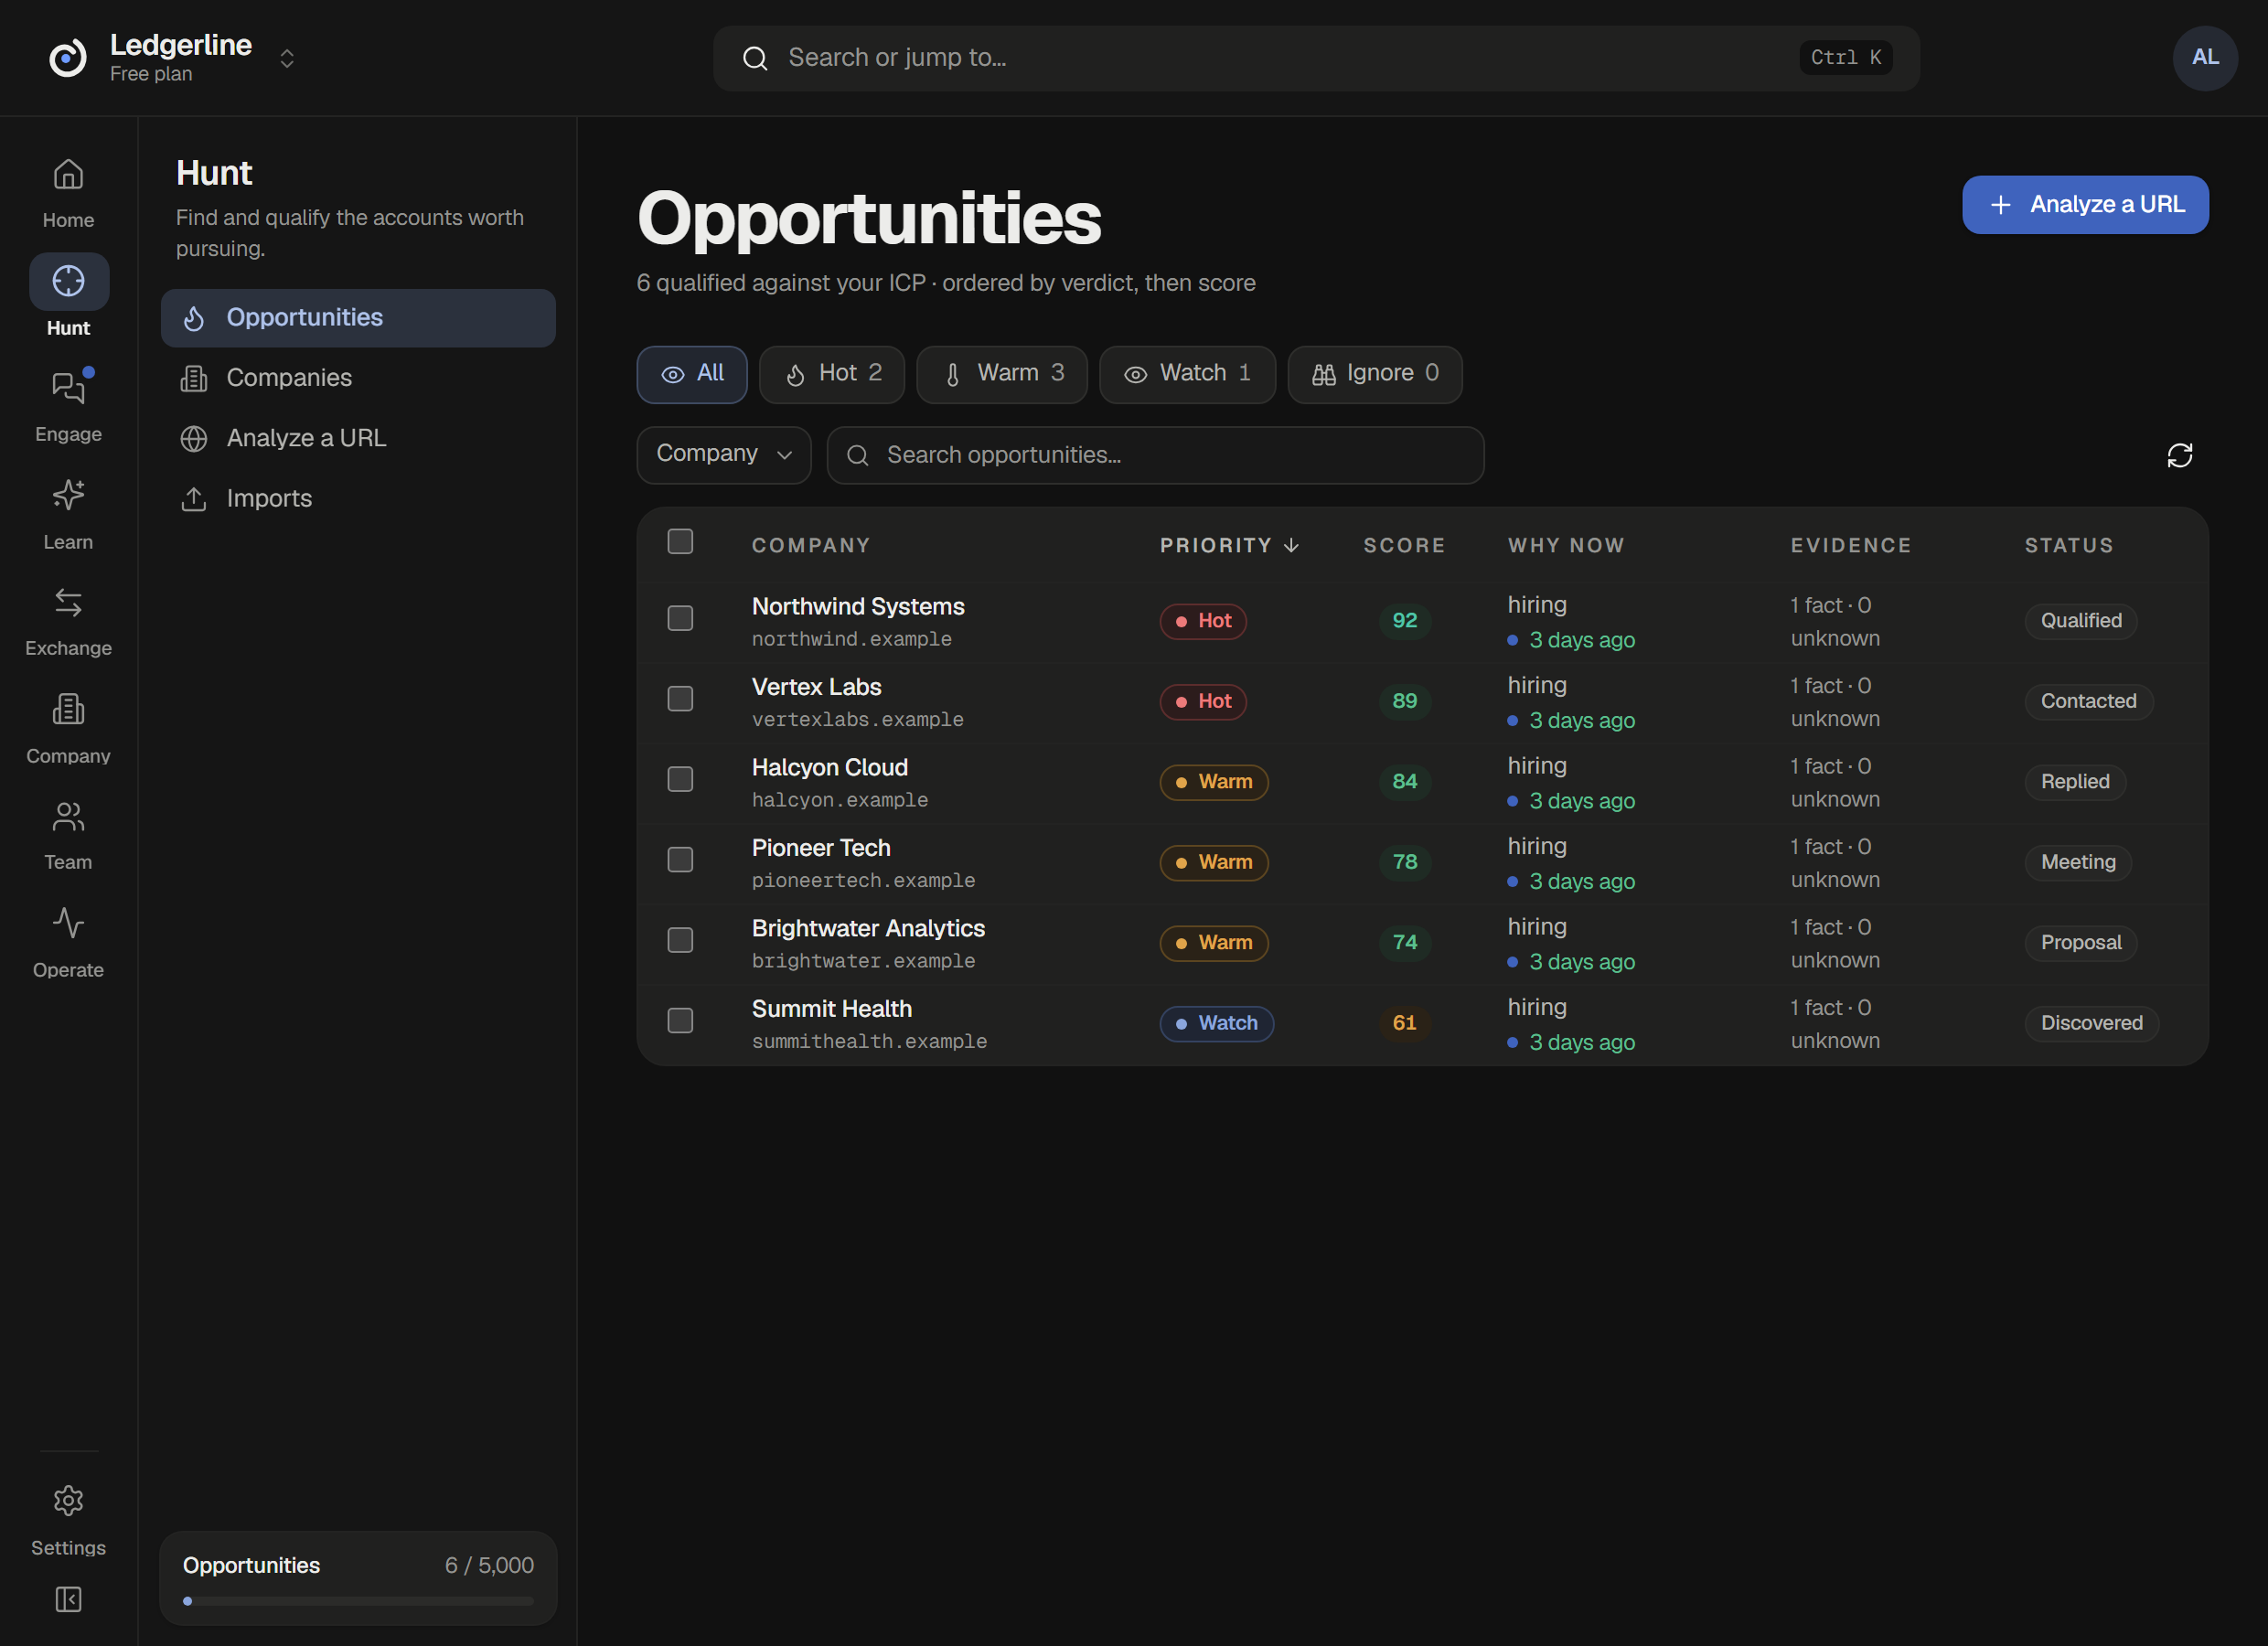 Ledgerline
Free plan
Search or jump to...
Ctrl K
AL
Home
Hunt
Engage
Learn
Exchange
Company
Team
Operate
Settings
Hunt
Find and qualify the accounts worth
pursuing.
Opportunities
Companies
Analyze a URL
Imports
Opportunities 6 / 5,000
Opportunities
6 qualified against your ICP · ordered by verdict, then score
Analyze a URL
All Hot 2 Warm 3 Watch 1 Ignore 0
Company Search opportunities...
COMPANY PRIORITY SCORE WHY NOW EVIDENCE STATUS
Northwind Systems Hot 92 hiring 1 fact · 0 Qualified
northwind.example 3 days ago unknown
Vertex Labs Hot 89 hiring 1 fact · 0 Contacted
vertexlabs.example 3 days ago unknown
Halcyon Cloud Warm 84 hiring 1 fact · 0 Replied
halcyon.example 3 days ago unknown
Pioneer Tech Warm 78 hiring 1 fact · 0 Meeting
pioneertech.example 3 days ago unknown
Brightwater Analytics Warm 74 hiring 1 fact · 0 Proposal
brightwater.example 3 days ago unknown
Summit Health Watch 61 hiring 1 fact · 0 Discovered
summithealth.example 3 days ago unknown